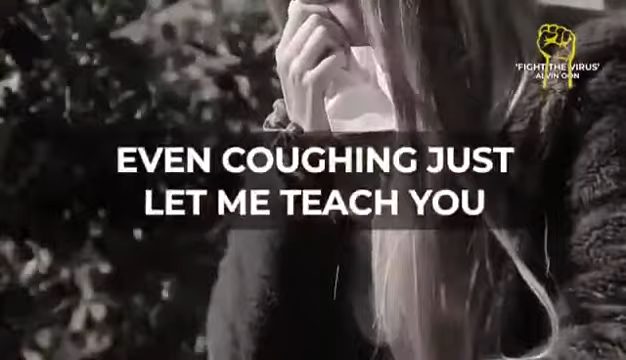 'FIGHT THE VIRUS'
ALVIN OON
EVEN COUGHING JUST
LET ME TEACH YOU